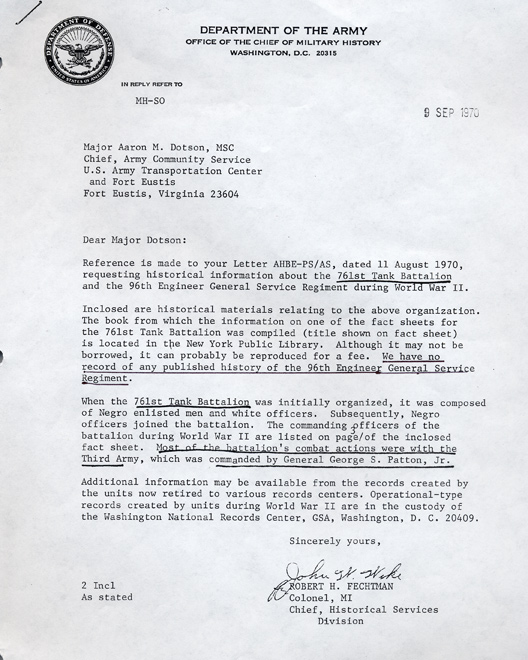 DEPARTMENT OF DEFENSE
UNITED STATES OF AMERICA
DEPARTMENT OF THE ARMY
OFFICE OF THE CHIEF OF MILITARY HISTORY
WASHINGTON, D.C. 20315
IN REPLY REFER TO
MH-SO
9 SEP 1970
Major Aaron M. Dotson, MSC
Chief, Army Community Service
U.S. Army Transportation Center
and Fort Eustis
Fort Eustis, Virginia 23604
Dear Major Dotson:
Reference is made to your Letter AHBE-PS/AS, dated 11 August 1970,
requesting historical information about the 761st Tank Battalion
and the 96th Engineer General Service Regiment during World War II.
Inclosed are historical materials relating to the above organization.
The book from which the information on one of the fact sheets for
the 761st Tank Battalion was compiled (title shown on fact sheet)
is located in the New York Public Library. Although it may not be
borrowed, it can probably be reproduced for a fee. We have no
record of any published history of the 96th Engineer General Service
Regiment.
When the 761st Tank Battalion was initially organized, it was composed
of Negro enlisted men and white officers. Subsequently, Negro
officers joined the battalion. The commanding officers of the
battalion during World War II are listed on page 3 of the inclosed
fact sheet. Most of the battalion's combat actions were with the
Third Army, which was commanded by General George S. Patton, Jr.
Additional information may be available from the records created by
the units now retired to various records centers. Operational-type
records created by units during World War II are in the custody of
the Washington National Records Center, GSA, Washington, D. C. 20409.
Sincerely yours,
John W. Wike
2 Incl
As stated
ROBERT H. FECHTMAN
Colonel, MI
Chief, Historical Services
Division